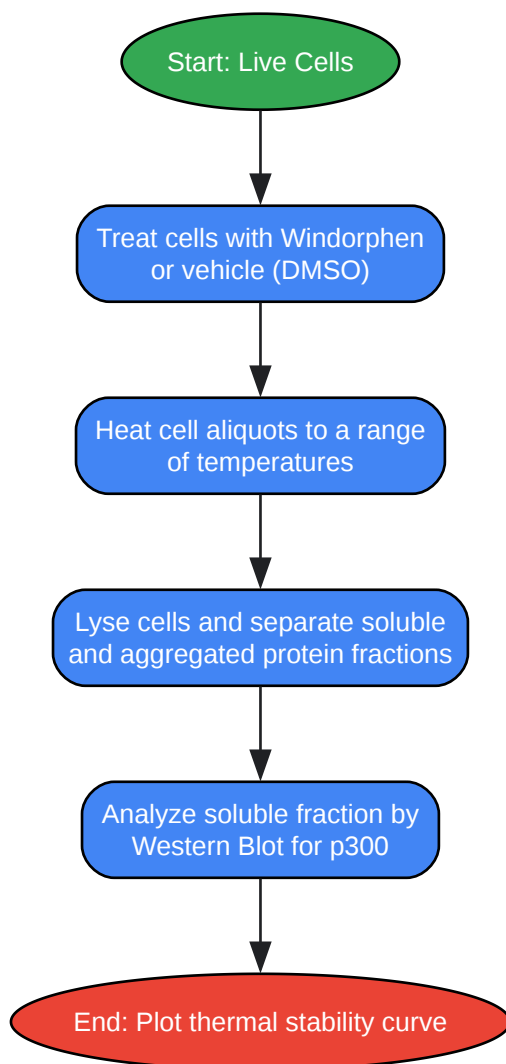 Start: Live Cells
Treat cells with Windorphen
or vehicle (DMSO)
Heat cell aliquots to a range
of temperatures
Lyse cells and separate soluble
and aggregated protein fractions
Analyze soluble fraction by
Western Blot for p300
End: Plot thermal stability curve